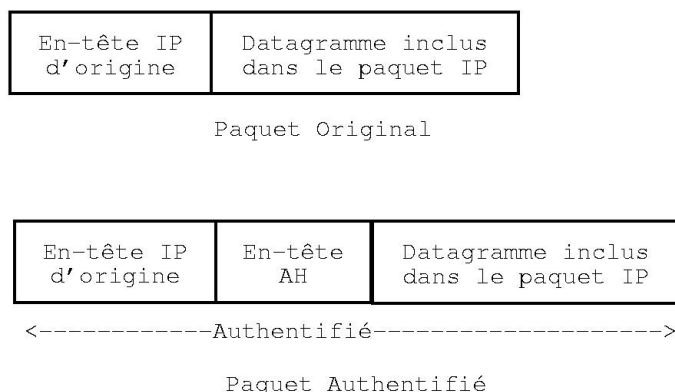 En-tête IP
d'origine
Datagramme inclus
dans le paquet IP
Paquet Original
En-tête IP
d'origine
En-tête
AH
Datagramme inclus
dans le paquet IP
<------------Authentifié-------------------->
Paquet Authentifié